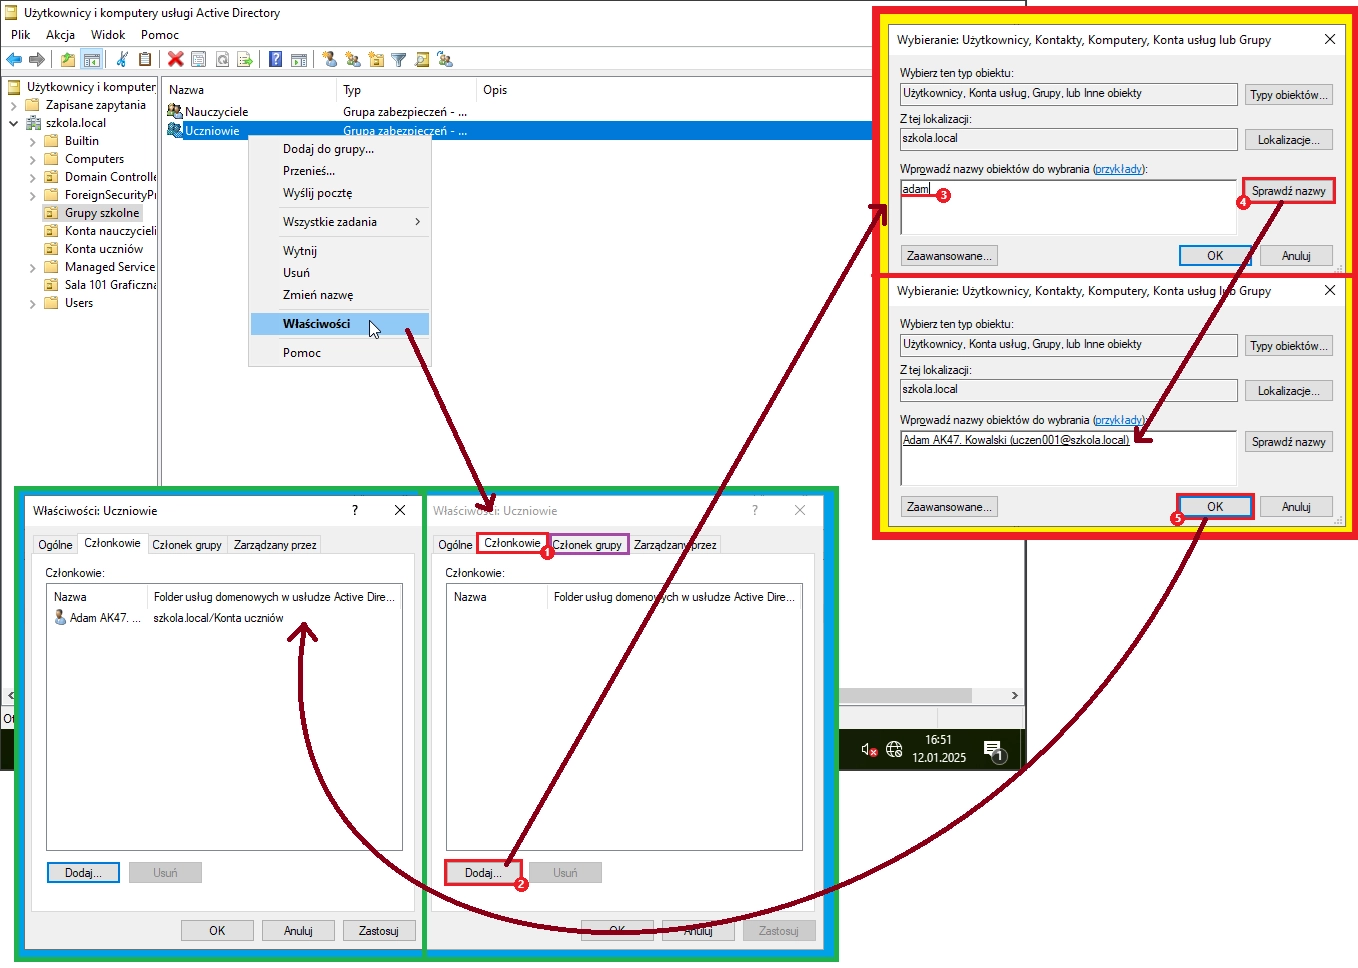 Użytkownicy i komputery usługi Active Directory
Plik Akcja Widok Pomoc
Użytkownicy i komputery
Zapisane zapytania
szkola.local
Builtin
Computers
Domain Controlle
ForeignSecurityPr
Grupy szkolne
Konta nauczycieli
Konta uczniów
Managed Service
Sala 101 Graficzna
Users
Nazwa Typ Opis
Nauczyciele Grupa zabezpieczeń - ...
Uczniowie Grupa zabezpieczeń - ...
Dodaj do grupy...
Przenieś...
Wyślij pocztę
Wszystkie zadania
Wytnij
Usuń
Zmień nazwę
Właściwości
Pomoc
Wybieranie: Użytkownicy, Kontakty, Komputery, Konta usług lub Grupy
Wybierz ten typ obiektu:
Użytkownicy, Konta usług, Grupy, lub Inne obiekty Typy obiektów...
Z tej lokalizacji:
szkola.local Lokalizacje...
Wprowadź nazwy obiektów do wybrania (przykłady):
adam 3 4 Sprawdź nazwy
Zaawansowane... OK Anuluj
Wybieranie: Użytkownicy, Kontakty, Komputery, Konta usług lub Grupy
Wybierz ten typ obiektu:
Użytkownicy, Konta usług, Grupy, lub Inne obiekty Typy obiektów...
Z tej lokalizacji:
szkola.local Lokalizacje...
Wprowadź nazwy obiektów do wybrania (przykłady):
Adam AK47. Kowalski (uczen001@szkola.local) Sprawdź nazwy
Zaawansowane... 5 OK Anuluj
Właściwości: Uczniowie ?
Ogólne Członkowie Członek grupy Zarządzany przez
Członkowie:
Nazwa Folder usług domenowych w usłudze Active Dire...
Adam AK47. ... szkola.local/Konta uczniów
Dodaj... Usuń
OK Anuluj Zastosuj
Właściwości: Uczniowie ?
Ogólne Członkowie 1 Członek grupy Zarządzany przez
Członkowie:
Nazwa Folder usług domenowych w usłudze Active Dire...
Dodaj... 2 Usuń
OK Anuluj Zastosuj
16:51
12.01.2025
1